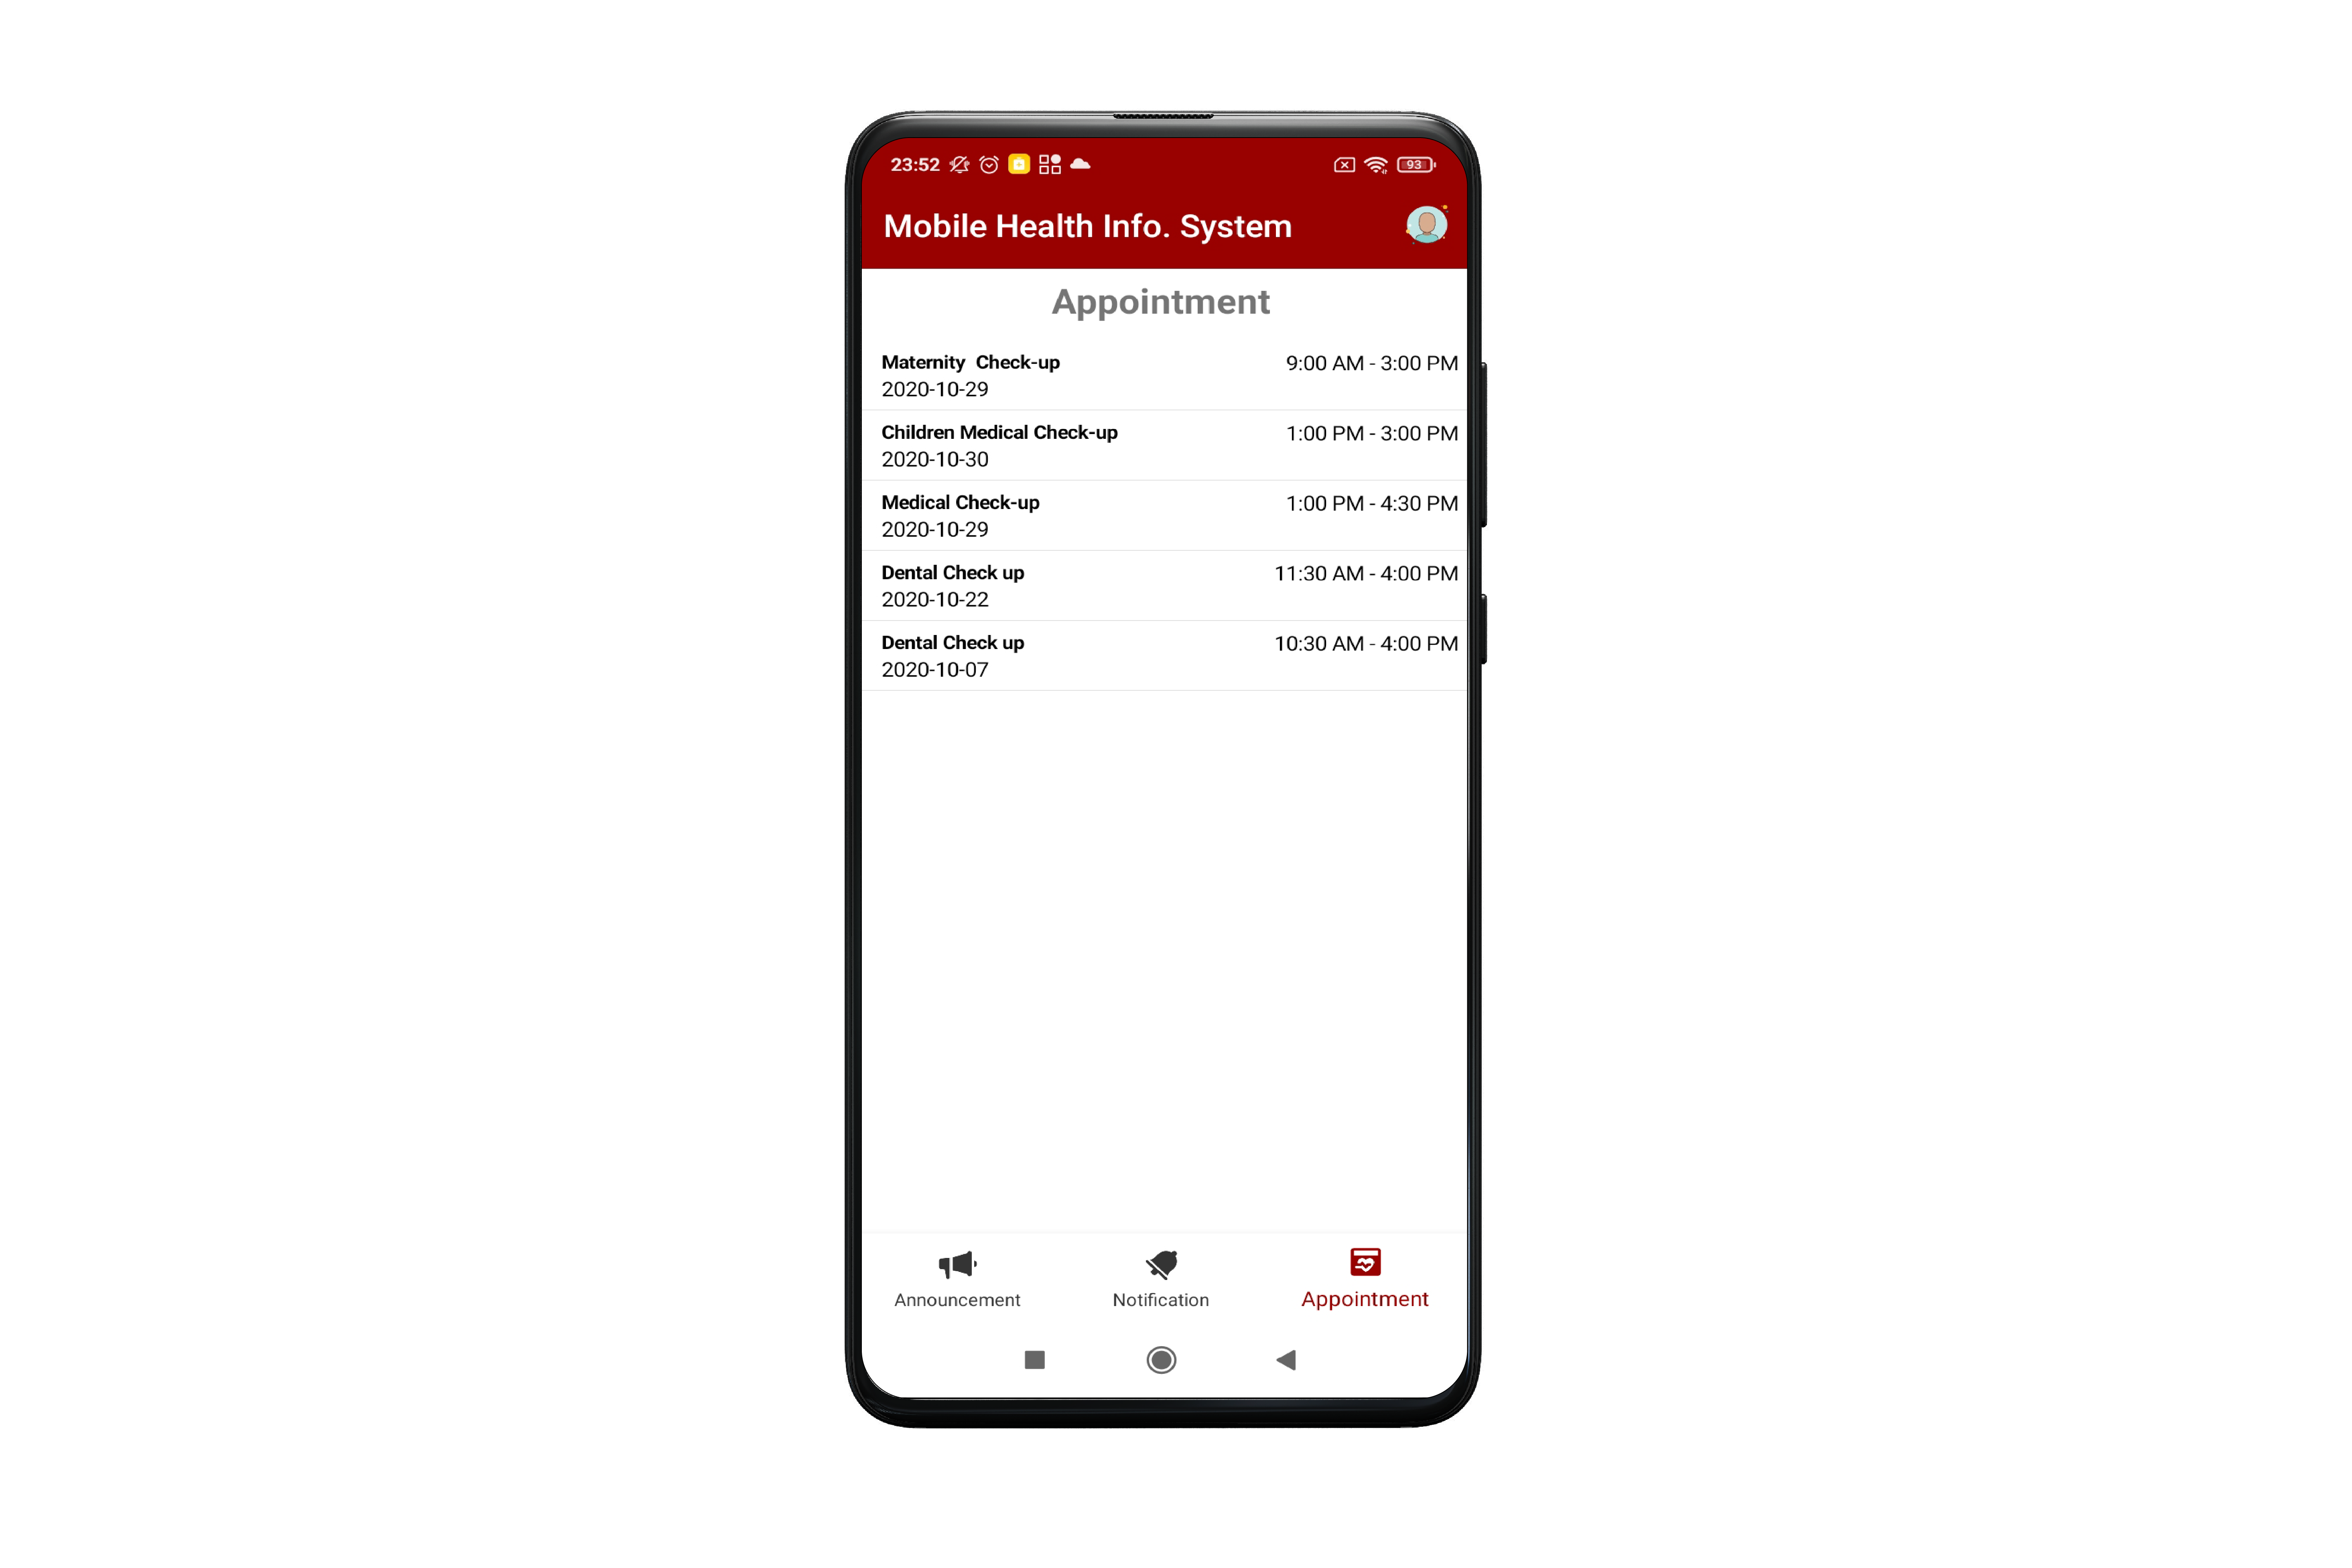 23:52 93
Mobile Health Info. System
Appointment
Maternity  Check-up 9:00 AM - 3:00 PM
2020-10-29
Children Medical Check-up 1:00 PM - 3:00 PM
2020-10-30
Medical Check-up 1:00 PM - 4:30 PM
2020-10-29
Dental Check up 11:30 AM - 4:00 PM
2020-10-22
Dental Check up 10:30 AM - 4:00 PM
2020-10-07
Announcement Notification Appointment